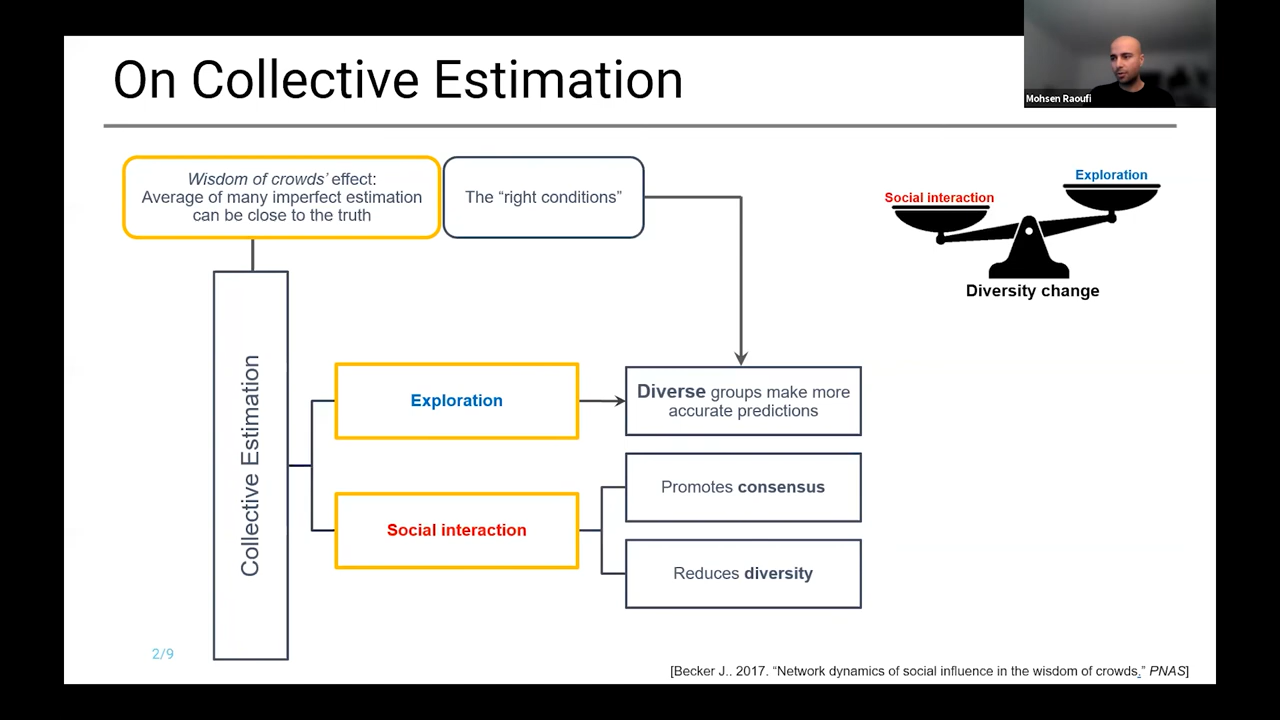 On Collective Estimation
Mohsen Raoufi
Wisdom of crowds’ effect:
Average of many imperfect estimation
can be close to the truth
The “right conditions”
Exploration
Social interaction
Diversity change
Collective Estimation
Exploration
Diverse groups make more
accurate predictions
Social interaction
Promotes consensus
Reduces diversity
2/9
[Becker J.. 2017. “Network dynamics of social influence in the wisdom of crowds.” PNAS]